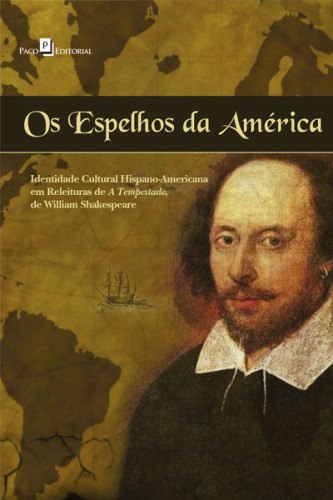 PACO P EDITORIAL
Os Espelhos da América
Identidade Cultural Hispano-Americana
em Releituras de A Tempestade,
de William Shakespeare